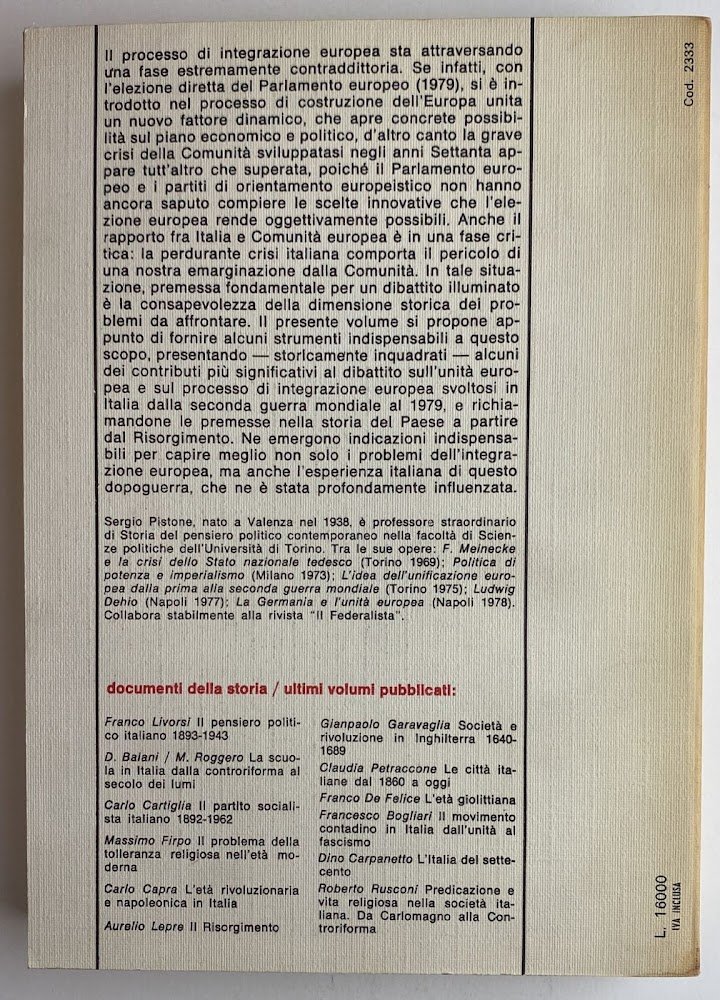 Il processo di integrazione europea sta attraversando
una fase estremamente contraddittoria. Se infatti, con
l'elezione diretta del Parlamento europeo (1979), si è in-
trodotto nel processo di costruzione dell'Europa unita
un nuovo fattore dinamico, che apre concrete possibi-
lità sul piano economico e politico, d'altro canto la grave
crisi della Comunità sviluppatasi negli anni Settanta ap-
pare tutt'altro che superata, poiché il Parlamento euro-
peo e i partiti di orientamento europeistico non hanno
ancora saputo compiere le scelte innovative che l'ele-
zione europea rende oggettivamente possibili. Anche il
rapporto fra Italia e Comunità europea è in una fase cri-
tica: la perdurante crisi italiana comporta il pericolo di
una nostra emarginazione dalla Comunità. In tale situa-
zione, premessa fondamentale per un dibattito illuminato
è la consapevolezza della dimensione storica dei pro-
blemi da affrontare. Il presente volume si propone ap-
punto di fornire alcuni strumenti indispensabili a questo
scopo, presentando — storicamente inquadrati — alcuni
dei contributi più significativi al dibattito sull'unità euro-
pea e sul processo di integrazione europea svoltosi in
Italia dalla seconda guerra mondiale al 1979, e richia-
mandone le premesse nella storia del Paese a partire
dal Risorgimento. Ne emergono indicazioni indispensa-
bili per capire meglio non solo i problemi dell'integra-
zione europea, ma anche l'esperienza italiana di questo
dopoguerra, che ne è stata profondamente influenzata.
Sergio Pistone, nato a Valenza nel 1938, è professore straordinario
di Storia del pensiero politico contemporaneo nella facoltà di Scien-
ze politiche dell'Università di Torino. Tra le sue opere: F. Meinecke
e la crisi dello Stato nazionale tedesco (Torino 1969); Politica di
potenza e imperialismo (Milano 1973); L'idea dell'unificazione euro-
pea dalla prima alla seconda guerra mondiale (Torino 1975); Ludwig
Dehio (Napoli 1977); La Germania e l'unità europea (Napoli 1978).
Collabora stabilmente alla rivista "Il Federalista".
documenti della storia / ultimi volumi pubblicati:
Franco Livorsi Il pensiero politi-
co italiano 1893-1943
D. Balani / M. Roggero La scuo-
la in Italia dalla controriforma al
secolo dei lumi
Carlo Cartiglia Il partito sociali-
sta italiano 1892-1962
Massimo Firpo Il problema della
tolleranza religiosa nell'età mo-
derna
Carlo Capra L'età rivoluzionaria
e napoleonica in Italia
Aurelio Lepre Il Risorgimento
Gianpaolo Garavaglia Società e
rivoluzione in Inghilterra 1640-
1689
Claudia Petraccone Le città ita-
liane dal 1860 a oggi
Franco De Felice L'età giolittiana
Francesco Bogliari Il movimento
contadino in Italia dall'unità al
fascismo
Dino Carpanetto L'Italia del sette-
cento
Roberto Rusconi Predicazione e
vita religiosa nella società ita-
liana. Da Carlomagno alla Con-
troriforma
Cod. 2333
L. 16000
IVA INCLUSA